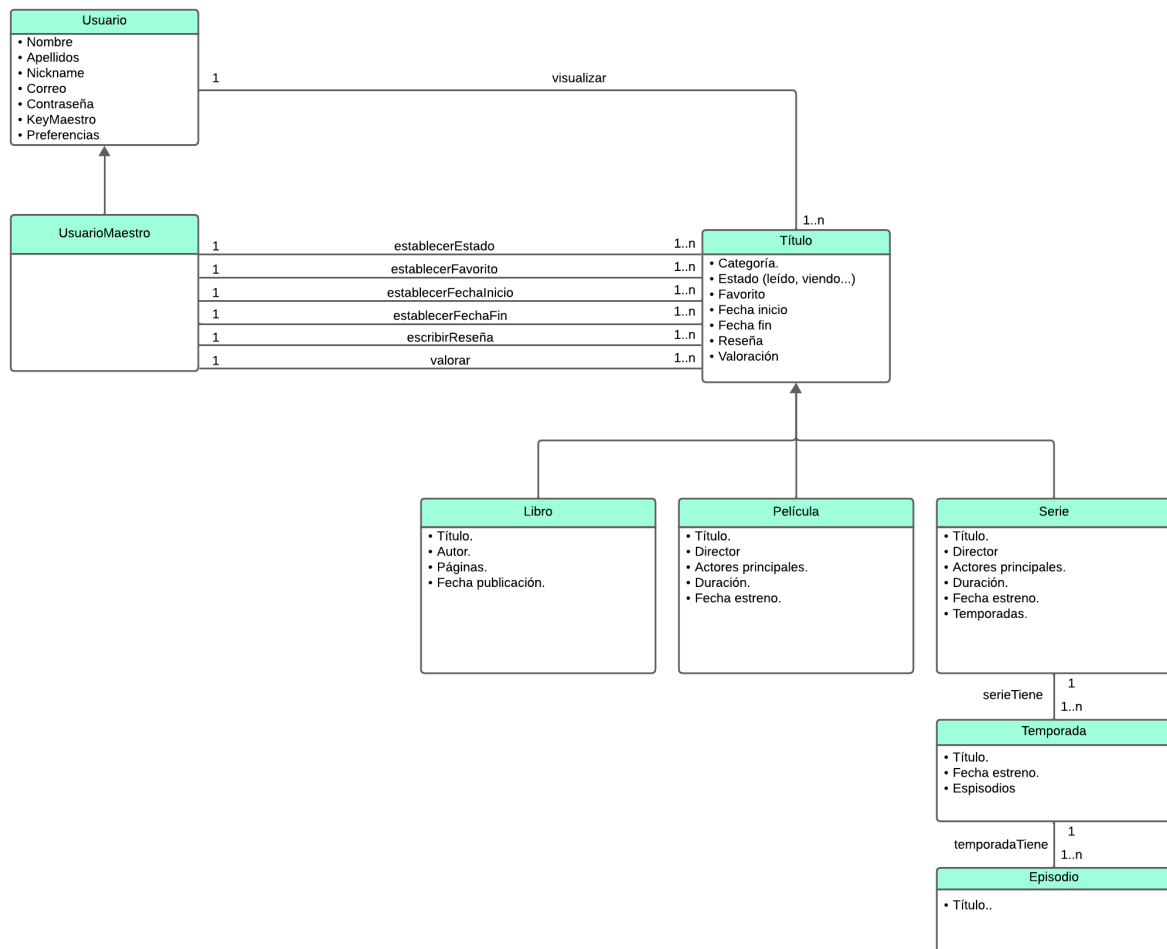 Usuario
• Nombre
• Apellidos
• Nickname
• Correo
• Contraseña
• KeyMaestro
• Preferencias
1
visualizar
1..n
UsuarioMaestro
1
establecerEstado
1..n
1
establecerFavorito
1..n
1
establecerFechaInicio
1..n
1
establecerFechaFin
1..n
1
escribirReseña
1..n
1
valorar
1..n
Título
• Categoría.
• Estado (leído, viendo...)
• Favorito
• Fecha inicio
• Fecha fin
• Reseña
• Valoración
Libro
• Título.
• Autor.
• Páginas.
• Fecha publicación.
Película
• Título.
• Director
• Actores principales.
• Duración.
• Fecha estreno.
Serie
• Título.
• Director
• Actores principales.
• Duración.
• Fecha estreno.
• Temporadas.
1
serieTiene
1..n
Temporada
• Título.
• Fecha estreno.
• Espisodios
1
temporadaTiene
1..n
Episodio
• Título..